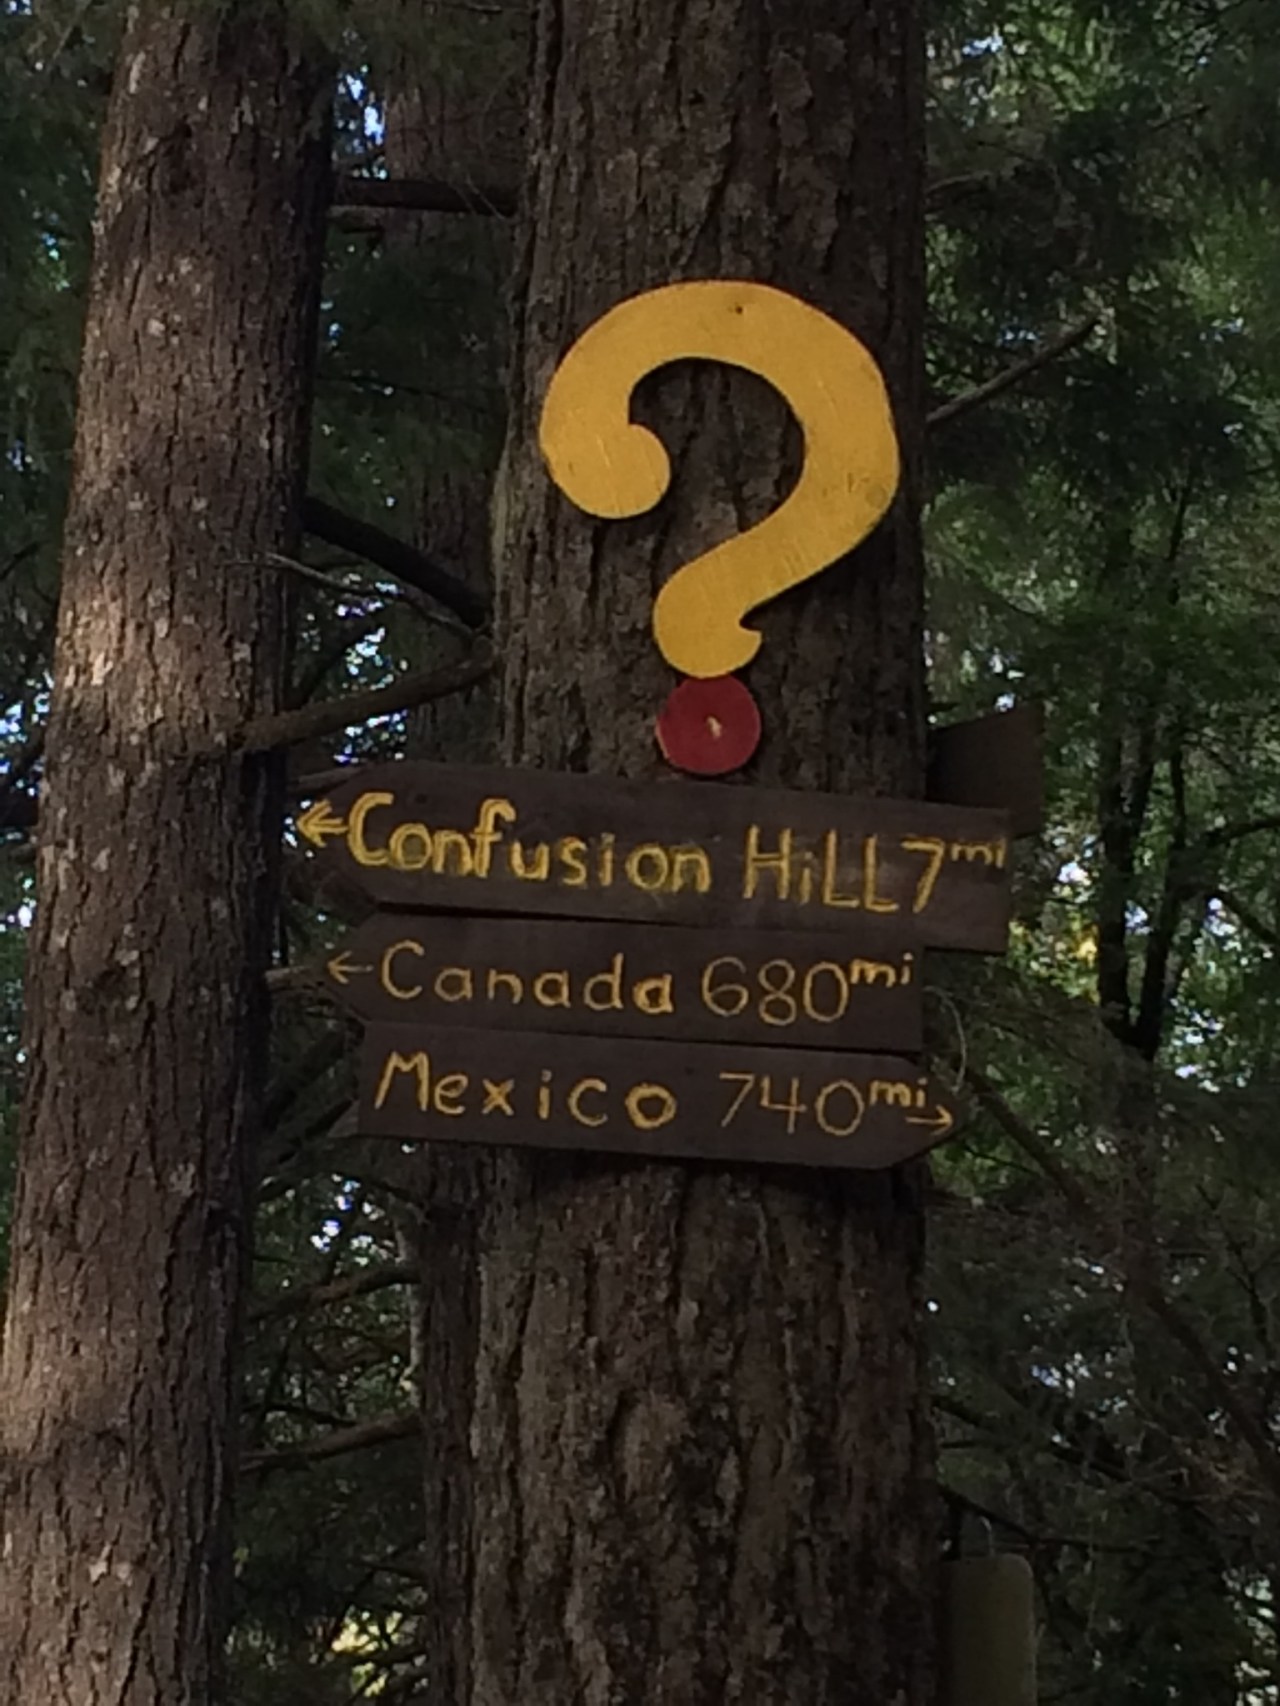 ?
←Confusion HiLL 7mi
←Canada 680mi
Mexico 740mi→